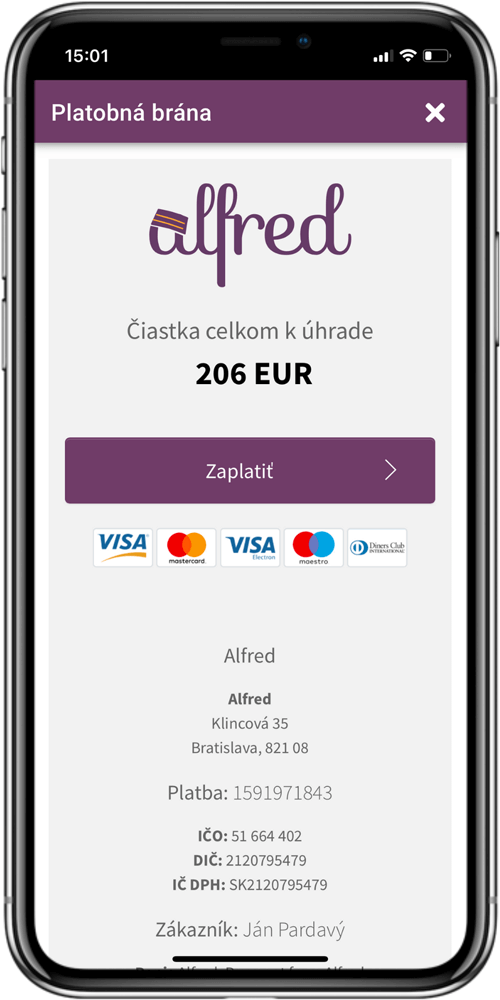 15:01
Platobná brána
alfred
Čiastka celkom k úhrade
206 EUR
Zaplatiť
VISA mastercard VISA Electron maestro Diners Club INTERNATIONAL
Alfred
Alfred
Klincová 35
Bratislava, 821 08
Platba: 1591971843
IČO: 51 664 402
DIČ: 2120795479
IČ DPH: SK2120795479
Zákazník: Ján Pardavý